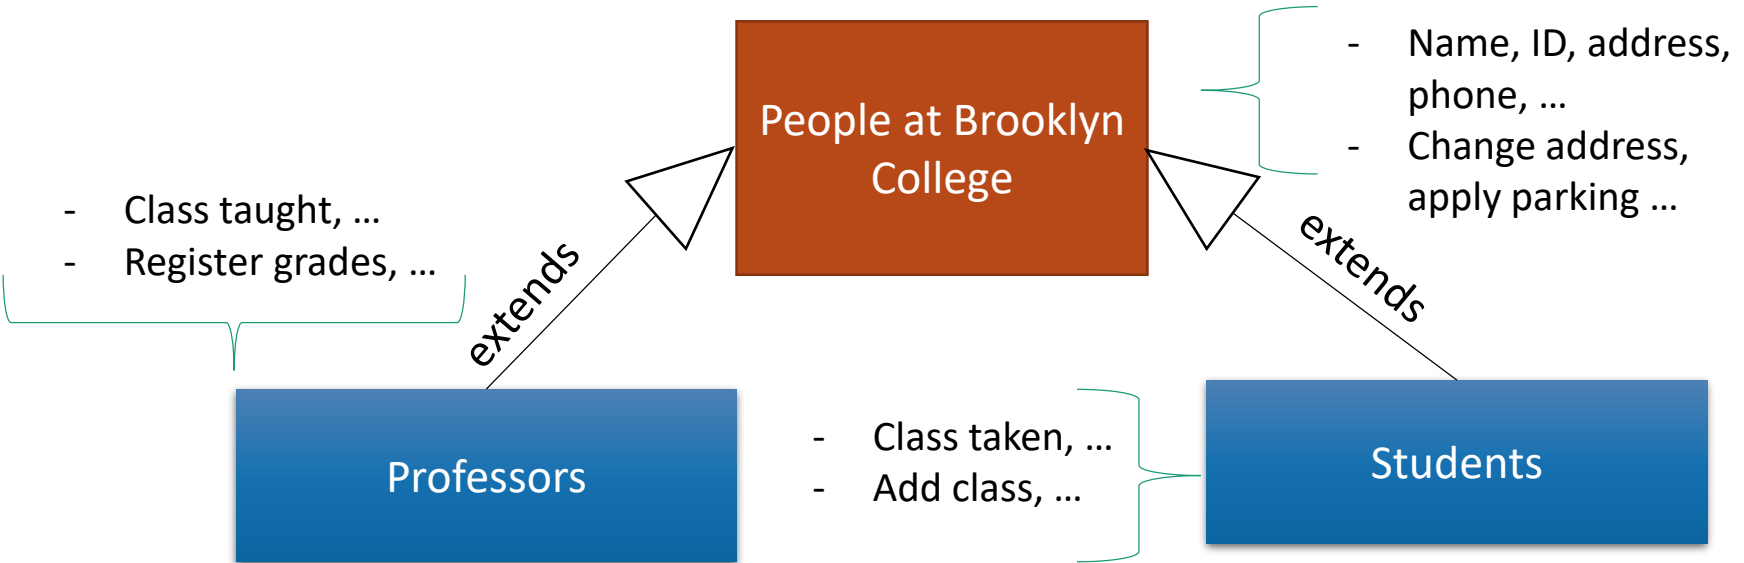 People at Brooklyn
College
- Name, ID, address,
phone, …
- Change address,
apply parking …
- Class taught, …
- Register grades, …
extends
extends
Professors
- Class taken, …
- Add class, …
Students